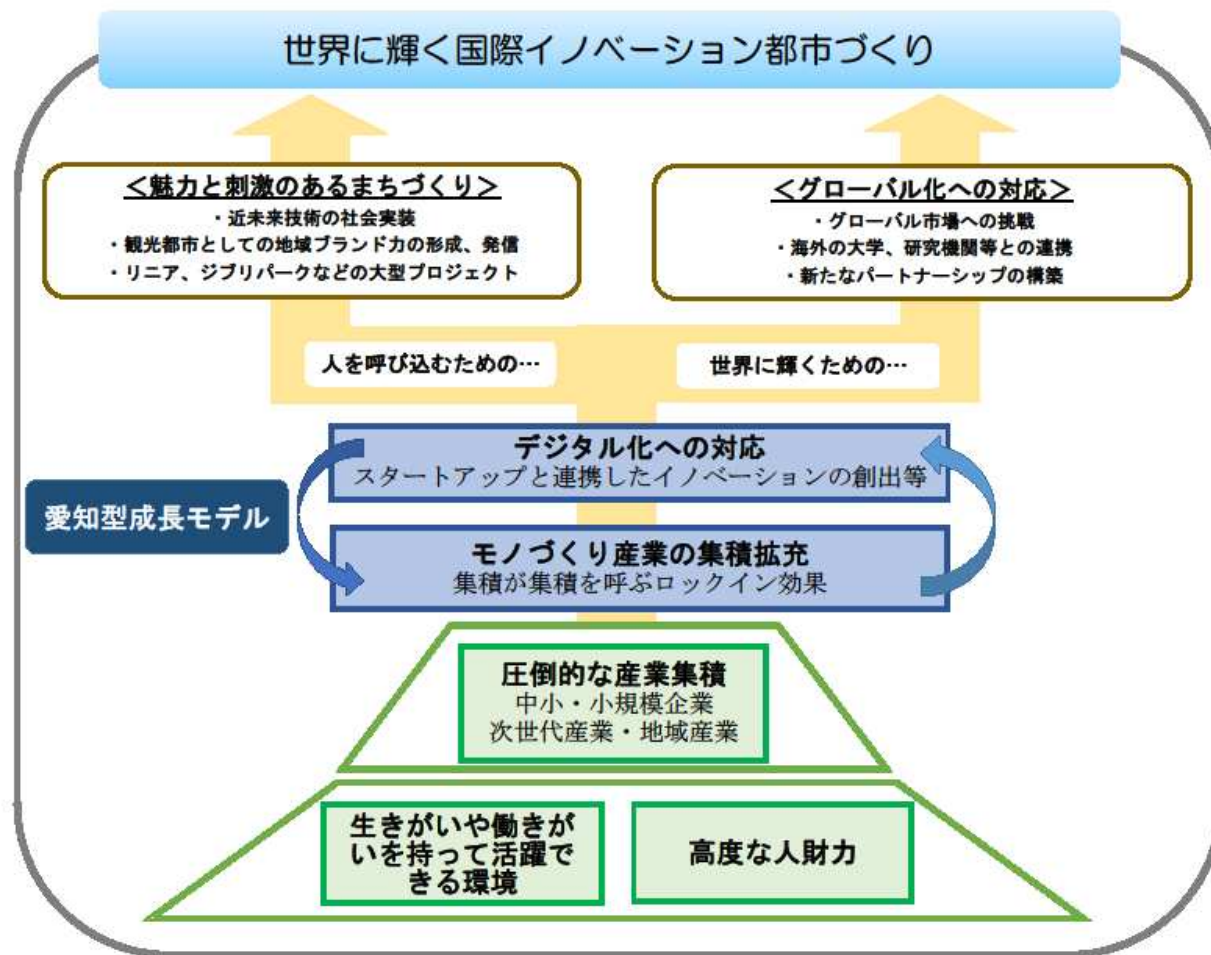 世界に輝く国際イノベーション都市づくり
＜魅力と刺激のあるまちづくり＞
・近未来技術の社会実装
・観光都市としての地域ブランド力の形成、発信
・リニア、ジブリパークなどの大型プロジェクト
＜グローバル化への対応＞
・グローバル市場への挑戦
・海外の大学、研究機関等との連携
・新たなパートナーシップの構築
人を呼び込むための…
世界に輝くための…
デジタル化への対応
スタートアップと連携したイノベーションの創出等
愛知型成長モデル
モノづくり産業の集積拡充
集積が集積を呼ぶロックイン効果
圧倒的な産業集積
中小・小規模企業
次世代産業・地域産業
生きがいや働きが
いを持って活躍で
きる環境
高度な人財力